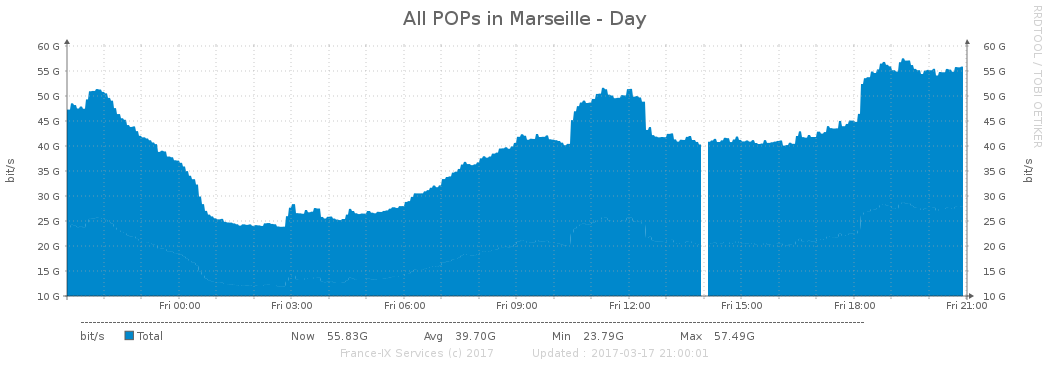 All POPs in Marseille - Day
RRDTOOL / TOBI OETIKER
60 G 60 G
55 G 55 G
50 G 50 G
45 G 45 G
40 G 40 G
35 G 35 G
30 G 30 G
25 G 25 G
20 G 20 G
15 G 15 G
10 G 10 G
bit/s
bit/s
Fri 00:00 Fri 03:00 Fri 06:00 Fri 09:00 Fri 12:00 Fri 15:00 Fri 18:00 Fri 21:00
bit/s Total Now 55.83G Avg 39.70G Min 23.79G Max 57.49G
France-IX Services (c) 2017 Updated : 2017-03-17 21:00:01